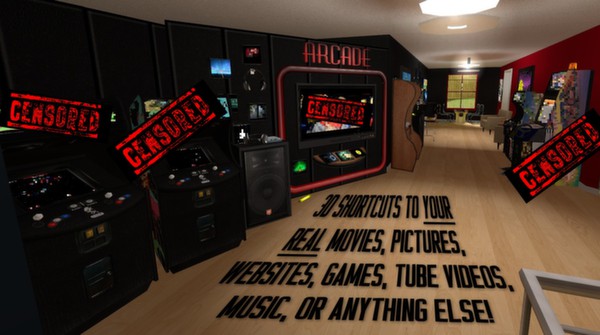 ARCADE
CENSORED
CENSORED
CENSORED
CENSORED
3D SHORTCUTS TO YOUR
REAL MOVIES, PICTURES,
WEBSITES, GAMES, TUBE VIDEOS,
MUSIC, OR ANYTHING ELSE!